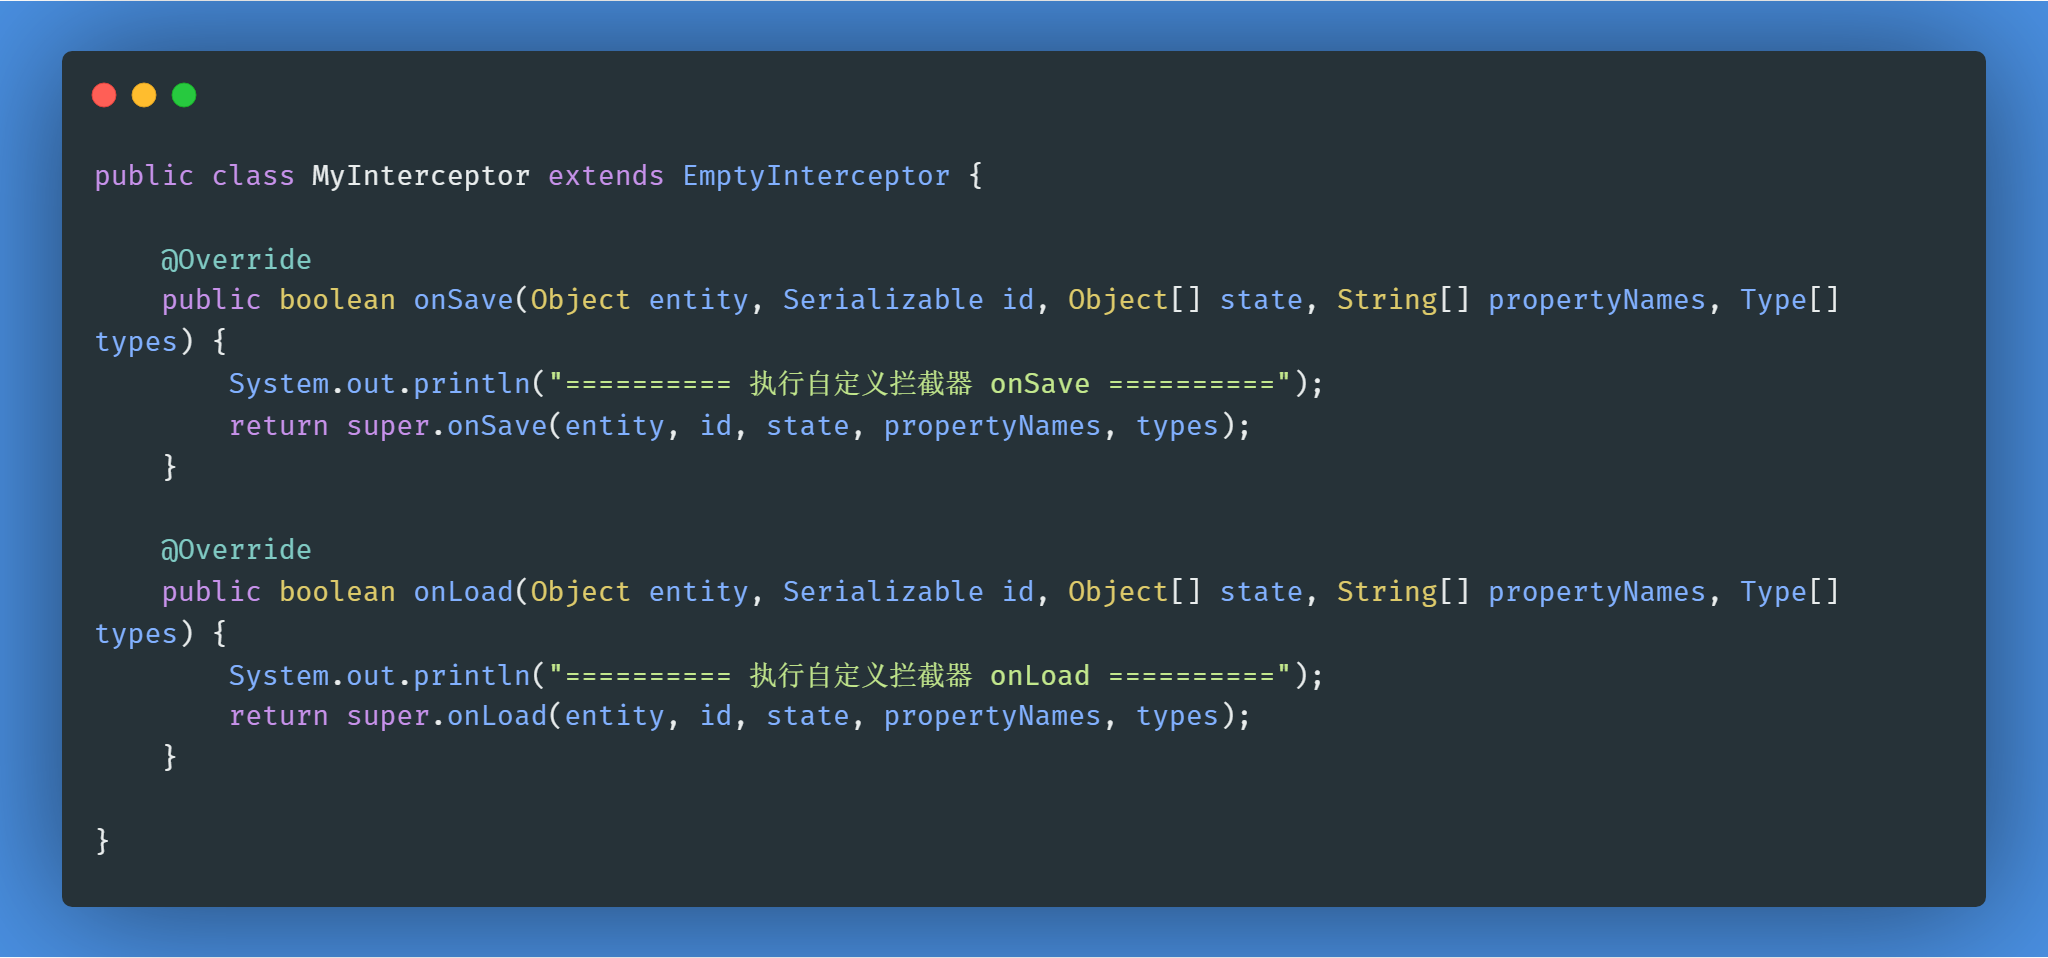 public class MyInterceptor extends EmptyInterceptor {
@Override
public boolean onSave(Object entity, Serializable id, Object[] state, String[] propertyNames, Type[]
types) {
System.out.println("========== 执行自定义拦截器 onSave ==========");
return super.onSave(entity, id, state, propertyNames, types);
}
@Override
public boolean onLoad(Object entity, Serializable id, Object[] state, String[] propertyNames, Type[]
types) {
System.out.println("========== 执行自定义拦截器 onLoad ==========");
return super.onLoad(entity, id, state, propertyNames, types);
}
}